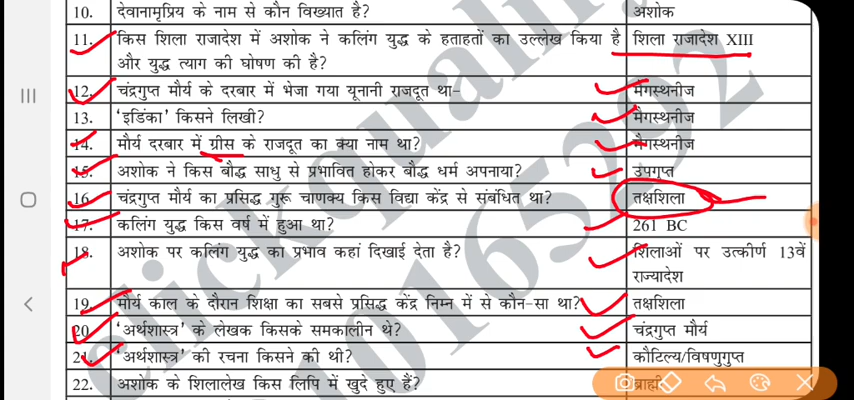 10. देवानामृप्रिय के नाम से कौन विख्यात है? अशोक
11. किस शिला राजादेश में अशोक ने कलिंग युद्ध के हताहतों का उल्लेख किया है शिला राजादेश XIII
और युद्ध त्याग की घोषण की है?
12. चंद्रगुप्त मौर्य के दरबार में भेजा गया यूनानी राजदूत था- मैगस्थनीज
13. ‘इडिंका’ किसने लिखी? मैगस्थनीज
14. मौर्य दरबार में ग्रीस के राजदूत का क्या नाम था? मैगस्थनीज
15. अशोक ने किस बौद्ध साधु से प्रभावित होकर बौद्ध धर्म अपनाया? उपगुप्त
16. चंद्रगुप्त मौर्य का प्रसिद्ध गुरू चाणक्य किस विद्या केंद्र से संबंधित था? तक्षशिला
17. कलिंग युद्ध किस वर्ष में हुआ था? 261 BC
18. अशोक पर कलिंग युद्ध का प्रभाव कहां दिखाई देता है? शिलाओं पर उत्कीर्ण 13वें
राज्यादेश
19. मौर्य काल के दौरान शिक्षा का सबसे प्रसिद्ध केंद्र निम्न में से कौन-सा था? तक्षशिला
20. ‘अर्थशास्त्र’ के लेखक किसके समकालीन थे? चंद्रगुप्त मौर्य
21. ‘अर्थशास्त्र’ की रचना किसने की थी? कौटिल्य/विषणुगुप्त
22. अशोक के शिलालेख किस लिपि में खुदे हुए हैं? ब्राह्मी